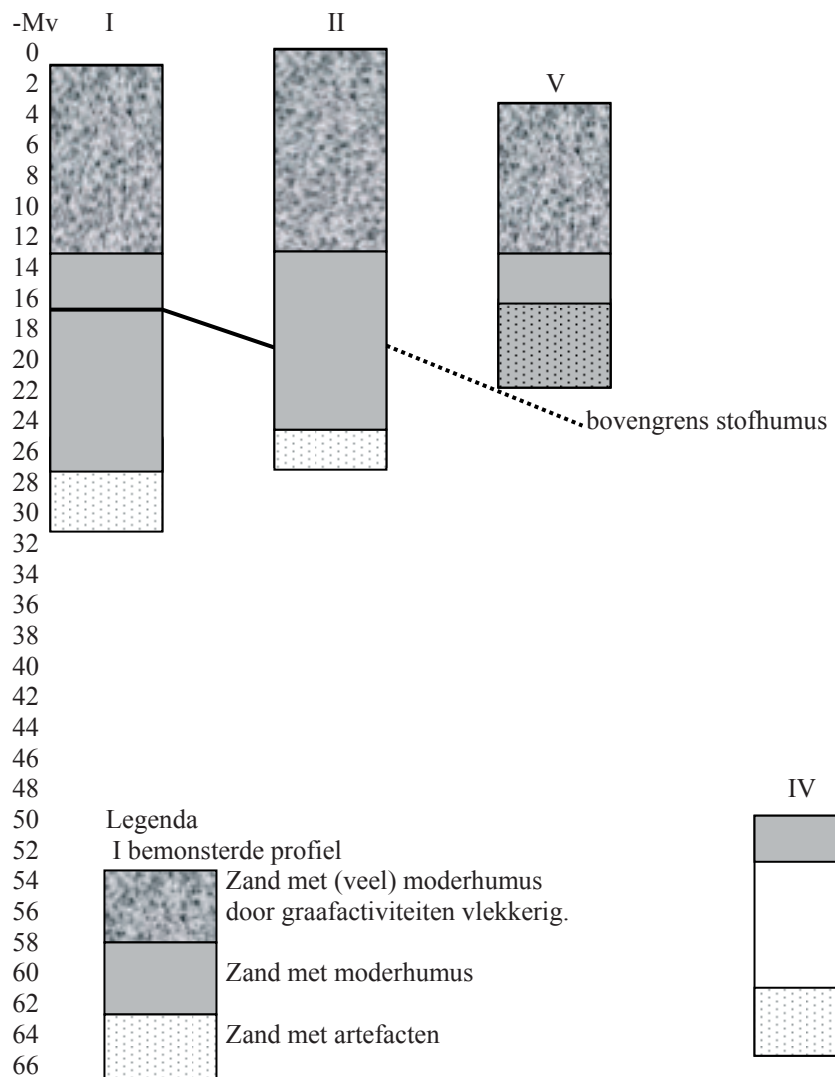 -Mv I II
0
2 V
4
6
8
10
12
14
16
18
20
22
24 bovengrens stofhumus
26
28
30
32
34
36
38
40
42
44
46
48 IV
50 Legenda
52 I bemonsterde profiel
54 Zand met (veel) moderhumus
56 door graafactiviteiten vlekkerig.
58
60 Zand met moderhumus
62
64 Zand met artefacten
66